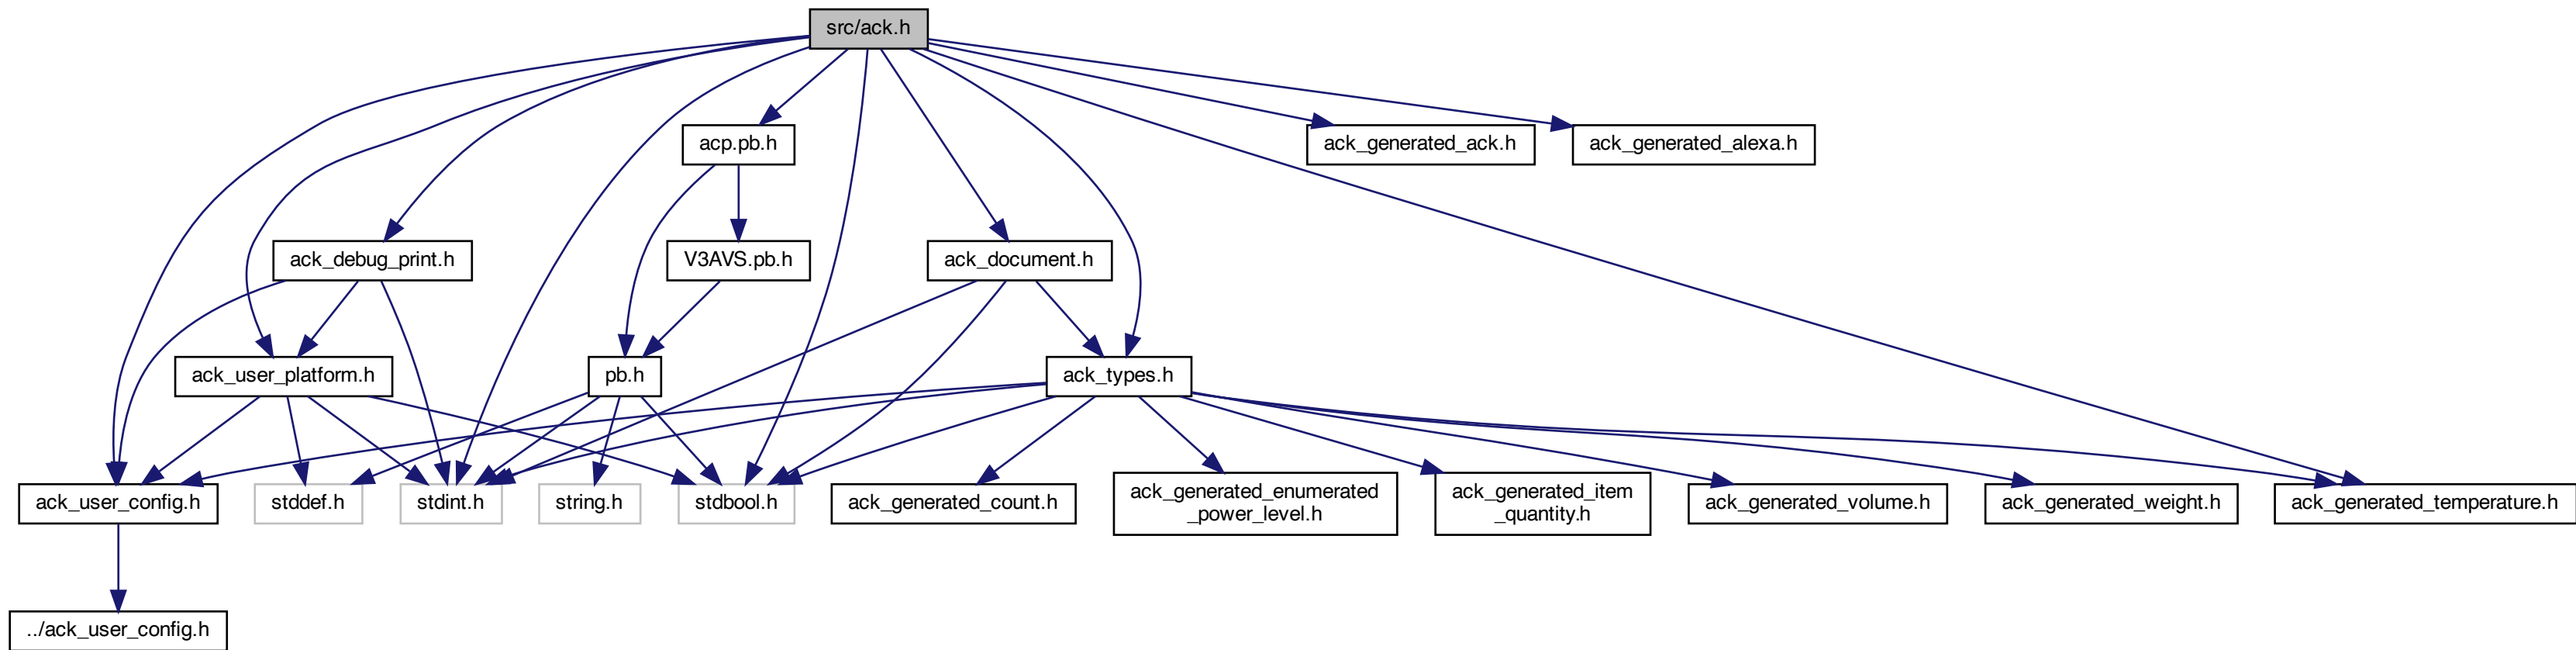 src/ack.h
acp.pb.h
ack_generated_ack.h
ack_generated_alexa.h
ack_debug_print.h
V3AVS.pb.h
ack_document.h
ack_user_platform.h
pb.h
ack_types.h
ack_user_config.h
stddef.h
stdint.h
string.h
stdbool.h
ack_generated_count.h
ack_generated_enumerated
_power_level.h
ack_generated_item
_quantity.h
ack_generated_volume.h
ack_generated_weight.h
ack_generated_temperature.h
../ack_user_config.h